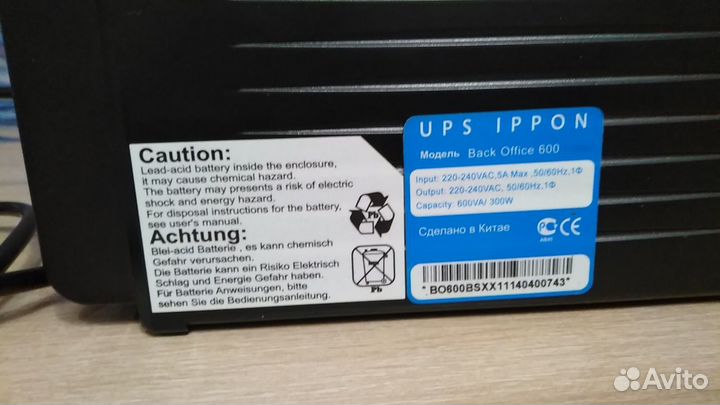 Caution:
Lead-acid battery inside the enclosure,
it may cause chemical hazard.
The battery may presents a risk of electric
shock and energy hazard.
For disposal instructions for the battery,
see user's manual.
Achtung:
Blei-acid Batterie , es kann chemisch
Gefahr verursachen.
Die Batterie kann ein Risiko Elektrisch
Schlag und Energie Gefahr haben.
Für Batterie Anweisungen, bitte
siehe sie die Bedienungsanleitung.
Pb
Pb
UPS IPPON
Модель Back Office 600
Input: 220-240VAC,5A Max ,50/60Hz,1Ф
Output: 220-240VAC, 50/60Hz,1Ф
Capacity: 600VA/ 300W
Сделано в Китае
CE
* BO600BSXX11140400743*
Avito